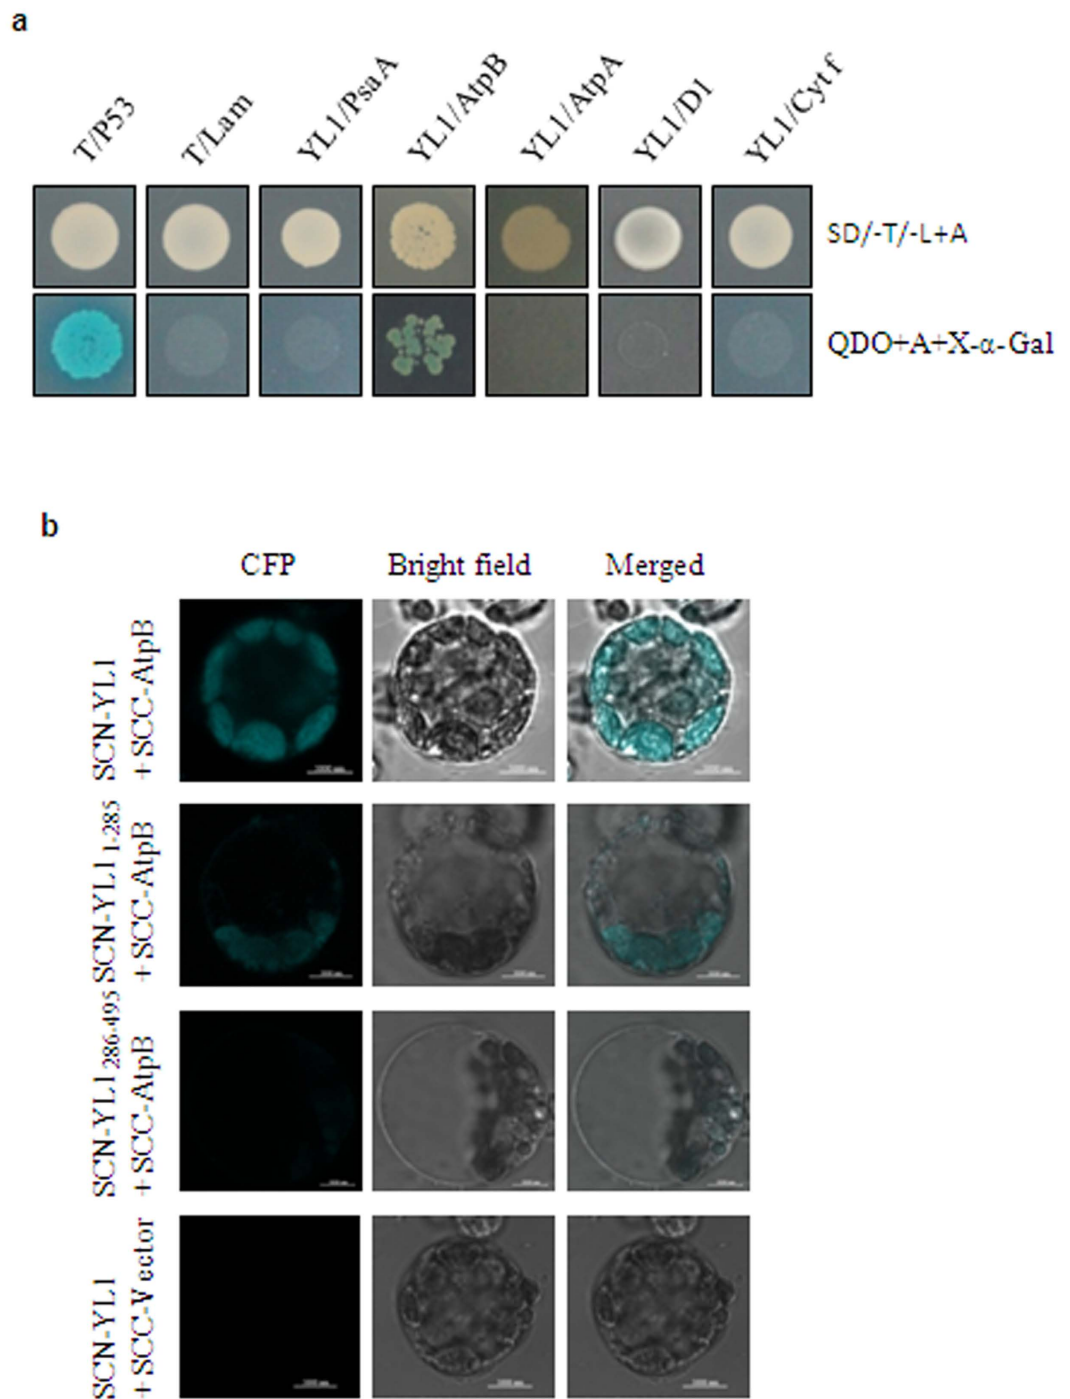 a
T/P53
T/Lam
YL1/PsaA
YL1/AtpB
YL1/AtpA
YL1/D1
YL1/Cyt f
SD/-T/-L+A
QDO+A+X-α-Gal
b
CFP
Bright field
Merged
SCN-YL1
+SCC-AtpB
SCN-YL1 1-285
+SCC-AtpB
SCN-YL1 286-495
+SCC-AtpB
SCN-YL1
+SCC-Vector